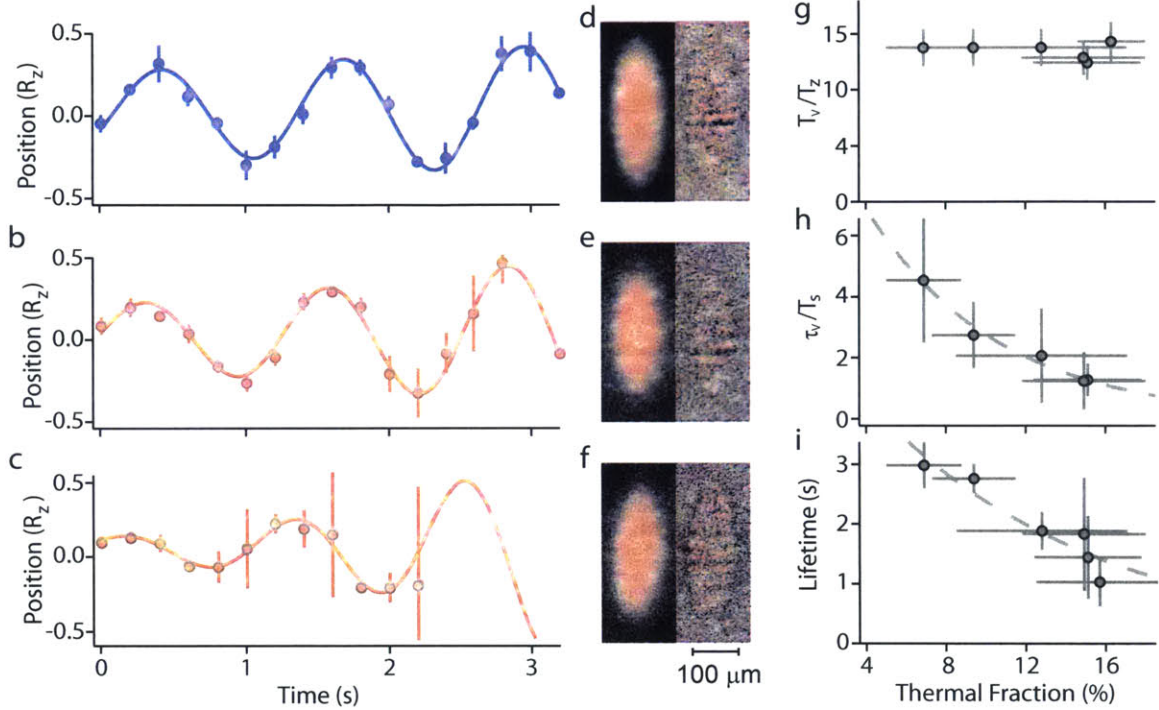 0.5
0.0
-0.5
Position (R_z)
b
0.5
0.0
-0.5
Position (R_z)
c
0.5
0.0
-0.5
Position (R_z)
0
1
2
3
Time (s)
d
e
f
100 μm
g
15
10
4
0
T_v/T_z
h
6
4
2
0
τ_v/T_s
i
3
2
1
0
Lifetime (s)
4
8
12
16
Thermal Fraction (%)